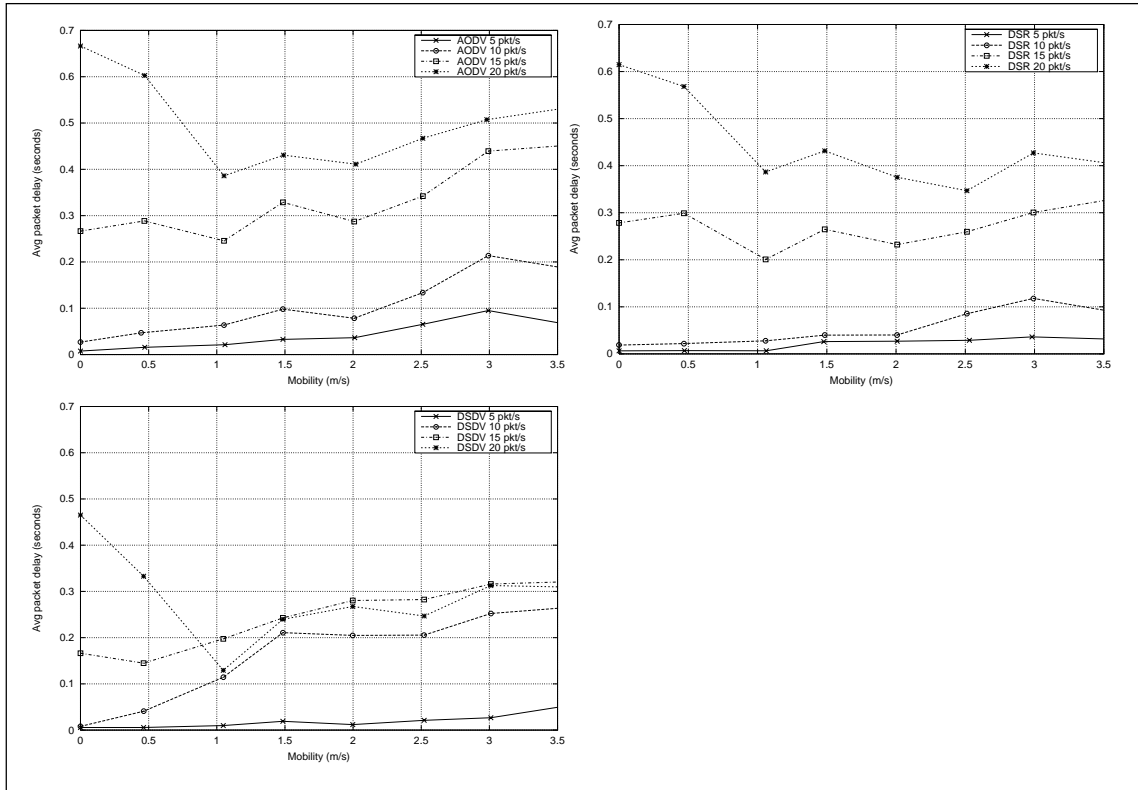 0.7
0.6
0.5
0.4
0.3
0.2
0.1
0
Avg packet delay (seconds)
AODV 5 pkt/s
AODV 10 pkt/s
AODV 15 pkt/s
AODV 20 pkt/s
0 0.5 1 1.5 2 2.5 3 3.5
Mobility (m/s)
0.7
0.6
0.5
0.4
0.3
0.2
0.1
0
Avg packet delay (seconds)
DSR 5 pkt/s
DSR 10 pkt/s
DSR 15 pkt/s
DSR 20 pkt/s
0 0.5 1 1.5 2 2.5 3 3.5
Mobility (m/s)
0.7
0.6
0.5
0.4
0.3
0.2
0.1
0
Avg packet delay (seconds)
DSDV 5 pkt/s
DSDV 10 pkt/s
DSDV 15 pkt/s
DSDV 20 pkt/s
0 0.5 1 1.5 2 2.5 3 3.5
Mobility (m/s)